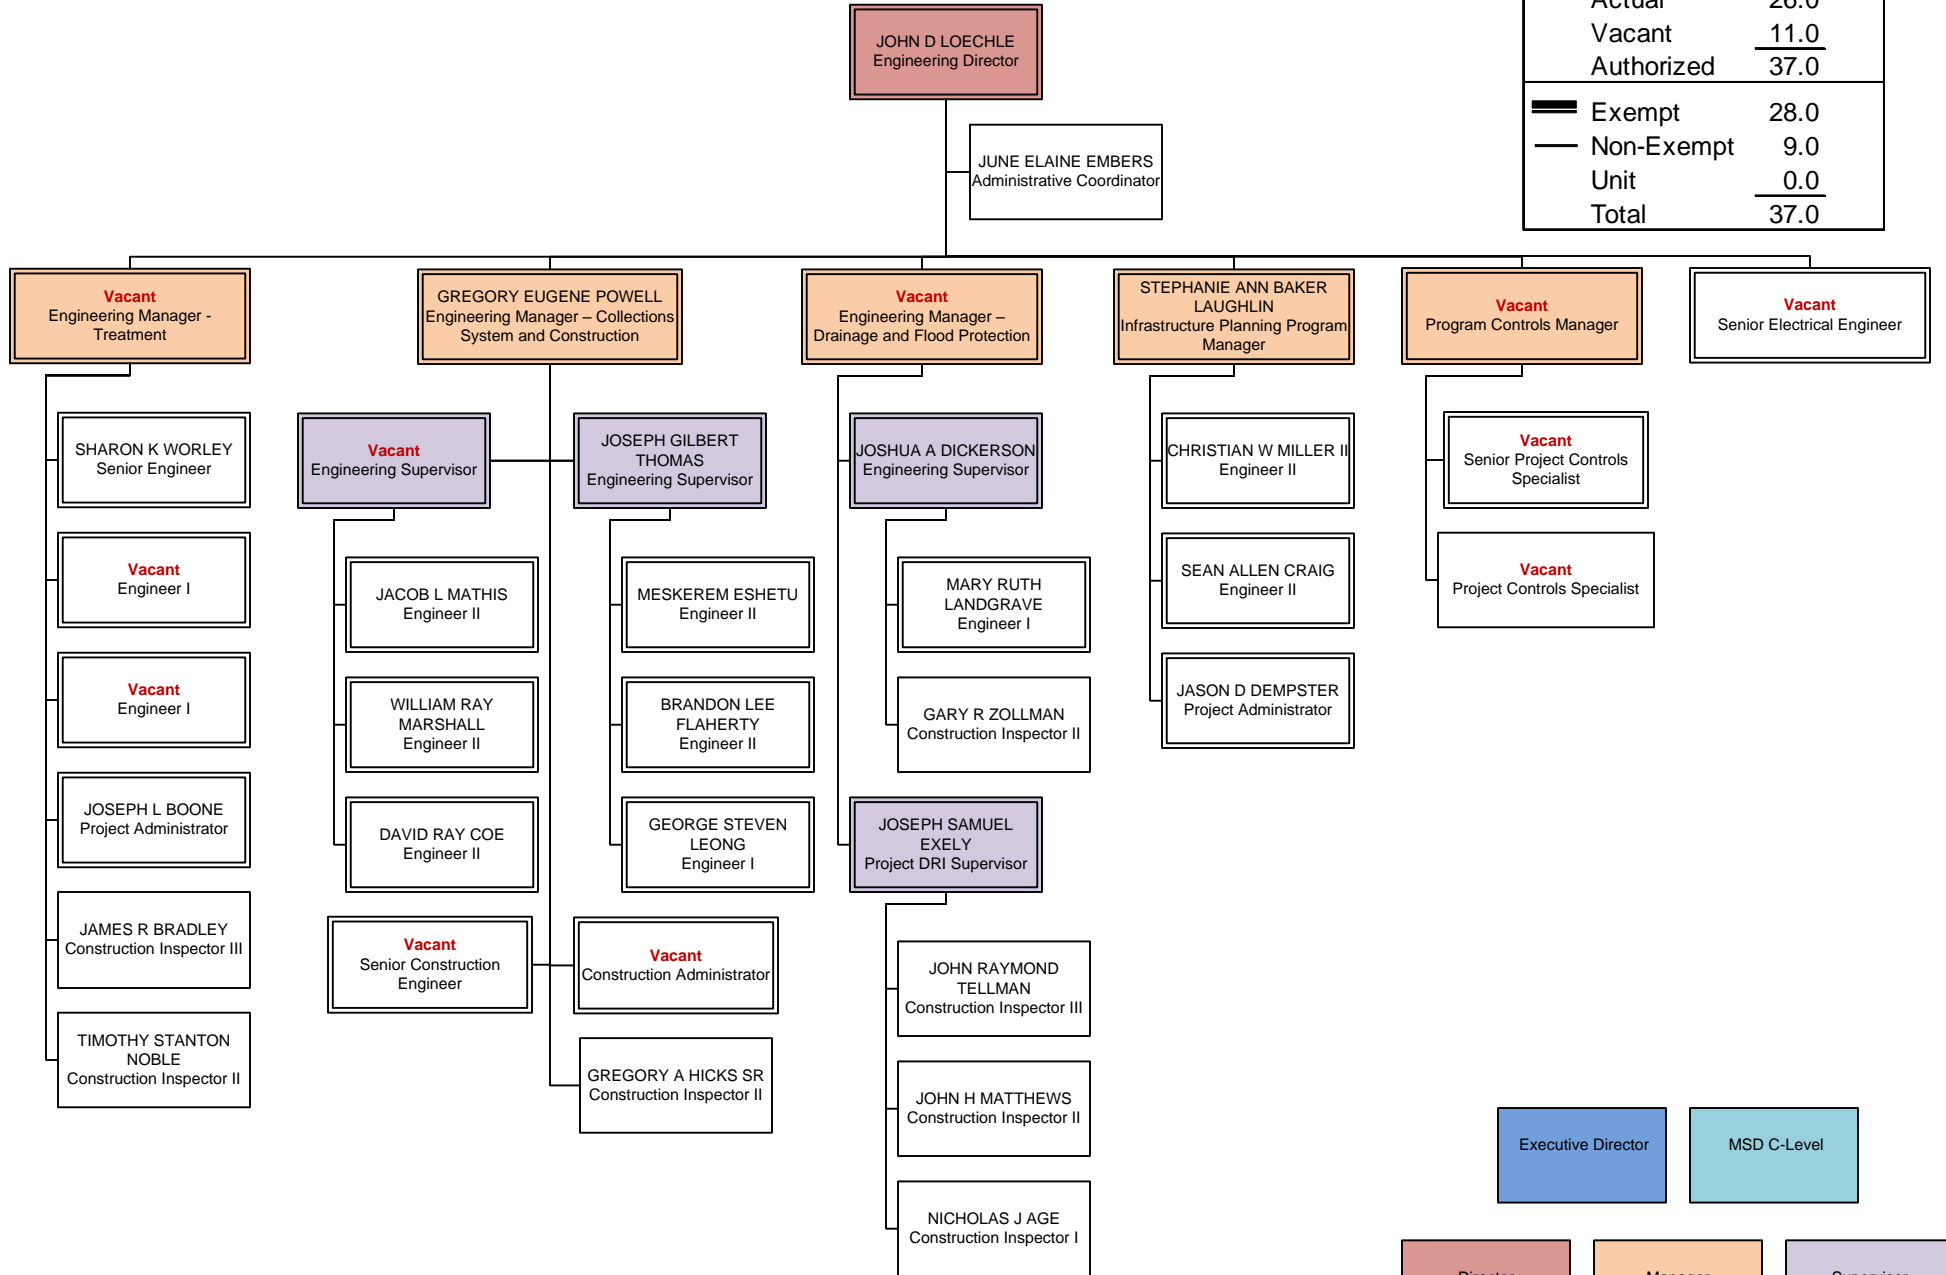 JOHN D LOECHLE
Engineering Director
Actual 26.0
Vacant 11.0
Authorized 37.0
Exempt 28.0
Non-Exempt 9.0
Unit 0.0
Total 37.0
JUNE ELAINE EMBERS
Administrative Coordinator
Vacant
Engineering Manager -
Treatment
GREGORY EUGENE POWELL
Engineering Manager – Collections
System and Construction
Vacant
Engineering Manager –
Drainage and Flood Protection
STEPHANIE ANN BAKER
LAUGHLIN
Infrastructure Planning Program
Manager
Vacant
Program Controls Manager
Vacant
Senior Electrical Engineer
SHARON K WORLEY
Senior Engineer
Vacant
Engineer I
Vacant
Engineer I
JOSEPH L BOONE
Project Administrator
JAMES R BRADLEY
Construction Inspector III
TIMOTHY STANTON
NOBLE
Construction Inspector II
Vacant
Engineering Supervisor
JACOB L MATHIS
Engineer II
WILLIAM RAY
MARSHALL
Engineer II
DAVID RAY COE
Engineer II
JOSEPH GILBERT
THOMAS
Engineering Supervisor
MESKEREM ESHETU
Engineer II
BRANDON LEE
FLAHERTY
Engineer II
GEORGE STEVEN
LEONG
Engineer I
Vacant
Senior Construction
Engineer
Vacant
Construction Administrator
GREGORY A HICKS SR
Construction Inspector II
JOSHUA A DICKERSON
Engineering Supervisor
MARY RUTH
LANDGRAVE
Engineer I
GARY R ZOLLMAN
Construction Inspector II
JOSEPH SAMUEL
EXELY
Project DRI Supervisor
JOHN RAYMOND
TELLMAN
Construction Inspector III
JOHN H MATTHEWS
Construction Inspector II
NICHOLAS J AGE
Construction Inspector I
CHRISTIAN W MILLER II
Engineer II
SEAN ALLEN CRAIG
Engineer II
JASON D DEMPSTER
Project Administrator
Vacant
Senior Project Controls
Specialist
Vacant
Project Controls Specialist
Executive Director
MSD C-Level
Director
Manager
Supervisor